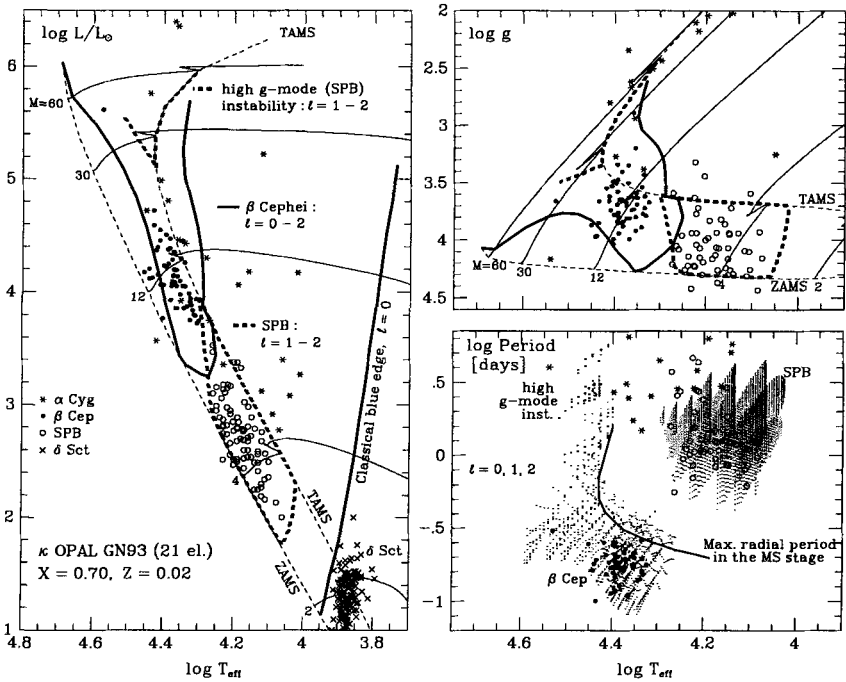 log L/L⊙
TAMS
high g-mode (SPB)
instability : ℓ = 1 – 2
M=60
30
β Cephei :
ℓ = 0 – 2
12
SPB :
ℓ = 1 – 2
Classical blue edge, ℓ=0
* α Cyg
• β Cep
○ SPB
× δ Sct
4
TAMS
ZAMS
δ Sct
κ OPAL GN93 (21 el.)
X = 0.70, Z = 0.02
2
6
5
4
3
2
1
4.8 4.6 4.4 4.2 4 3.8
log Teff
log g
2
2.5
3
3.5
4
4.5
TAMS
M=60
30
12
4
ZAMS 2
log Period
[days]
SPB
high
g-mode
inst.
ℓ=0, 1, 2
Max. radial period
in the MS stage
β Cep
.5
0
-.5
-1
4.6 4.4 4.2 4
log Teff